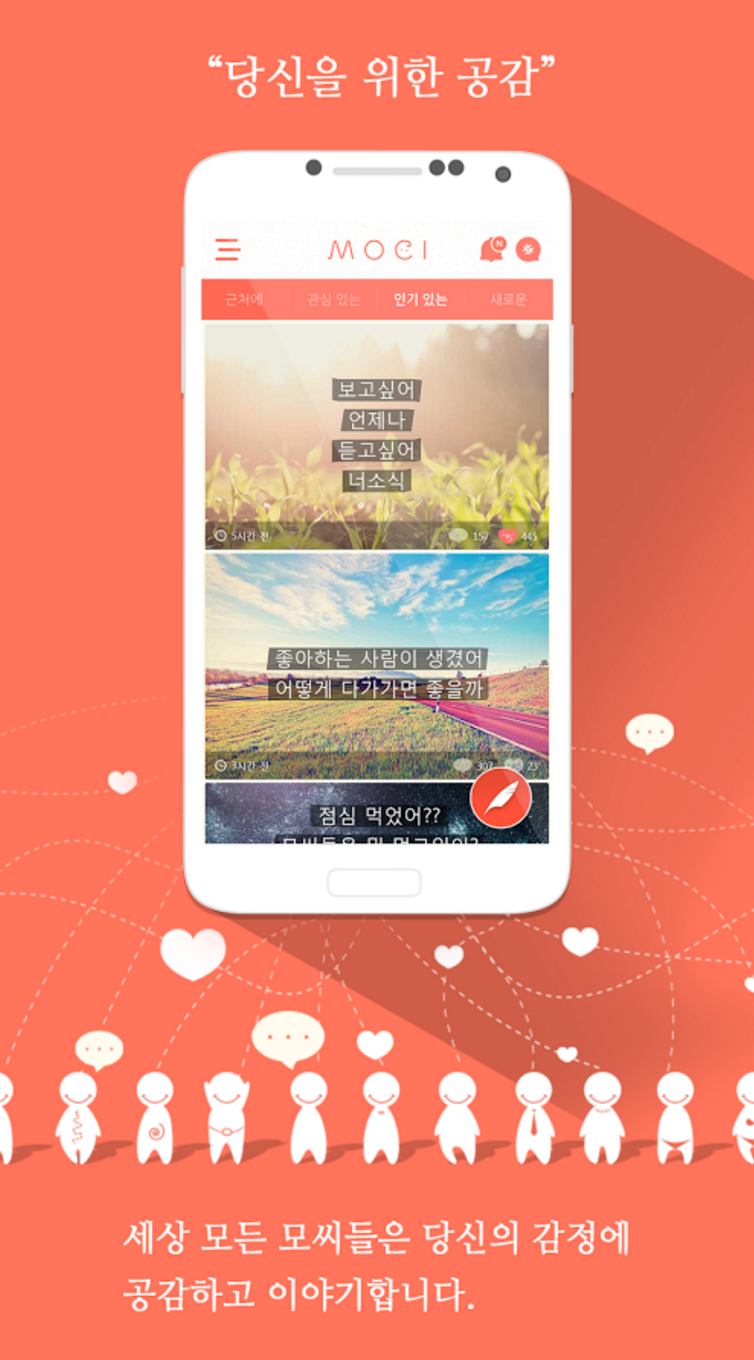 “당신을 위한 공감”
MOCI
N
근처에 관심 있는 인기 있는 새로운
보고싶어
언제나
듣고싶어
너소식
5시간 전 157 445
좋아하는 사람이 생겼어
어떻게 다가가면 좋을까
3시간 전 307 23
점심 먹었어??
세상 모든 모씨들은 당신의 감정에
공감하고 이야기합니다.